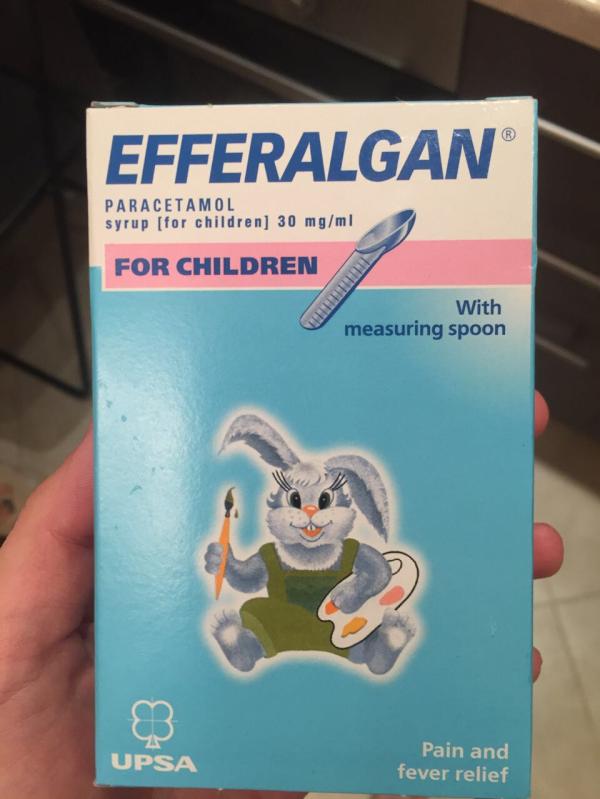 EFFERALGAN®
PARACETAMOL
syrup [for children] 30 mg/ml
FOR CHILDREN
With
measuring spoon
UPSA
Pain and
fever relief